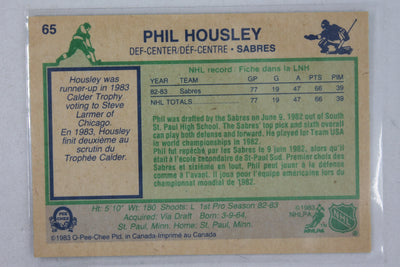 65
PHIL HOUSLEY
DEF-CENTER/DÉF-CENTRE • SABRES
Housley was
runner-up in 1983
Calder Trophy
voting to Steve
Larmer of
Chicago.
En 1983, Housley
finit deuxième au
scrutin du
Trophée Calder.
NHL record Fiche dans la LNH
YEAR TEAM GP G A PTS PIM
82-83 Sabres 77 19 47 66 39
NHL TOTALS 77 19 47 66 39
Phil was drafted by the Sabres on June 9, 1982 out of South
St. Paul High School. The Sabres' top pick and sixth overall
can play both defense and forward. He played for Team USA
in world championships in 1982.
Phil fut repêché par les Sabres le 9 juin 1982, alors qu'il
était à l'école secondaire de St-Paul Sud. Premier choix des
Sabres et sixième en tout, Phil peut jouer à la défense
comme à l'avant. Il josa pour l'équipe américaine lors du
championnat mondial de 1982.
Ht: 5'10" Wt: 180 Shoots: L 1st Pro Season 82-83
Acquired: Via Draft Born: 3-9-64,
St. Paul, Minn. Home: St. Paul, Minn.
O-PEE-CHEE
©1983 O-Pee-Chee Ptd. in Canada-Imprimé au Canada
©1983
NHLPA
NHL